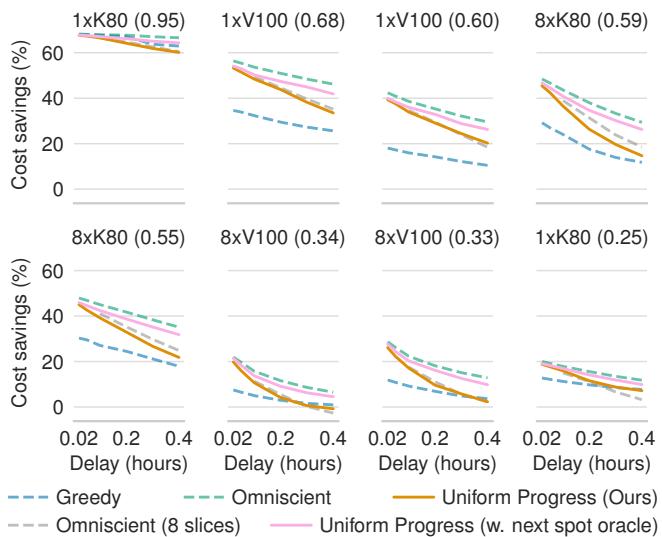 1xK80 (0.95) 1xV100 (0.68) 1xV100 (0.60) 8xK80 (0.59)
Cost savings (%)
60
40
20
0
8xK80 (0.55) 8xV100 (0.34) 8xV100 (0.33) 1xK80 (0.25)
Cost savings (%)
60
40
20
0
0.02 0.2 0.4 0.02 0.2 0.4 0.02 0.2 0.4 0.02 0.2 0.4
Delay (hours) Delay (hours) Delay (hours) Delay (hours)
Greedy Omniscient Uniform Progress (Ours)
Omniscient (8 slices) Uniform Progress (w. next spot oracle)